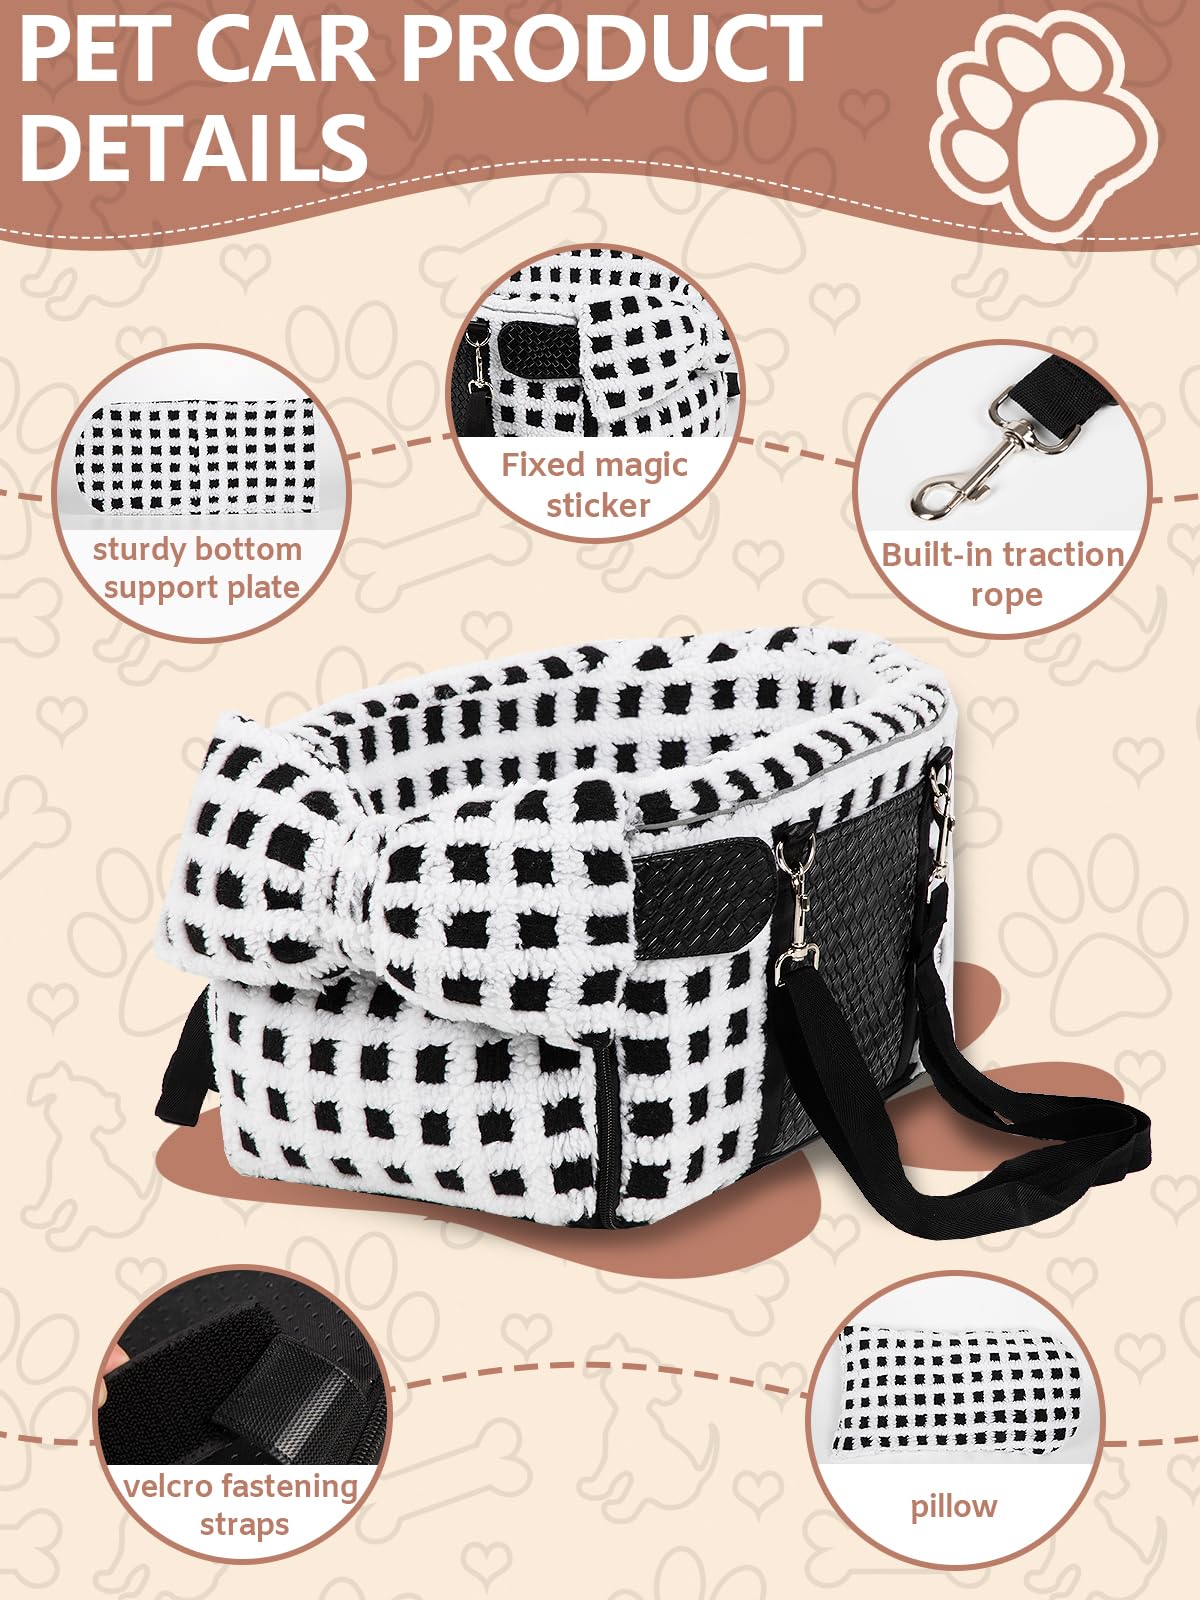 PET CAR PRODUCT
DETAILS
Fixed magic
sticker
sturdy bottom
support plate
Built-in traction
rope
velcro fastening
straps
pillow